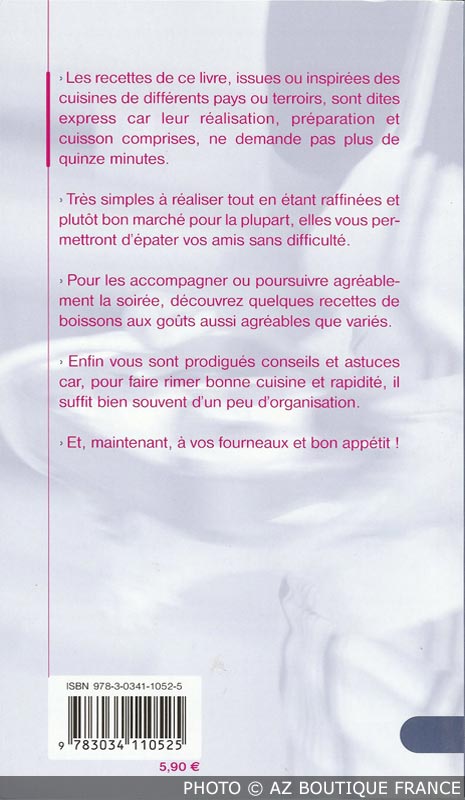 › Les recettes de ce livre, issues ou inspirées des
cuisines de différents pays ou terroirs, sont dites
express car leur réalisation, préparation et
cuisson comprises, ne demande pas plus de
quinze minutes.
› Très simples à réaliser tout en étant raffinées et
plutôt bon marché pour la plupart, elles vous per-
mettront d'épater vos amis sans difficulté.
› Pour les accompagner ou poursuivre agréable-
ment la soirée, découvrez quelques recettes de
boissons aux goûts aussi agréables que variés.
› Enfin vous sont prodigués conseils et astuces
car, pour faire rimer bonne cuisine et rapidité, il
suffit bien souvent d'un peu d'organisation.
› Et, maintenant, à vos fourneaux et bon appétit !
ISBN 978-3-0341-1052-5
9 783034 110525
5,90 €
PHOTO © AZ BOUTIQUE FRANCE